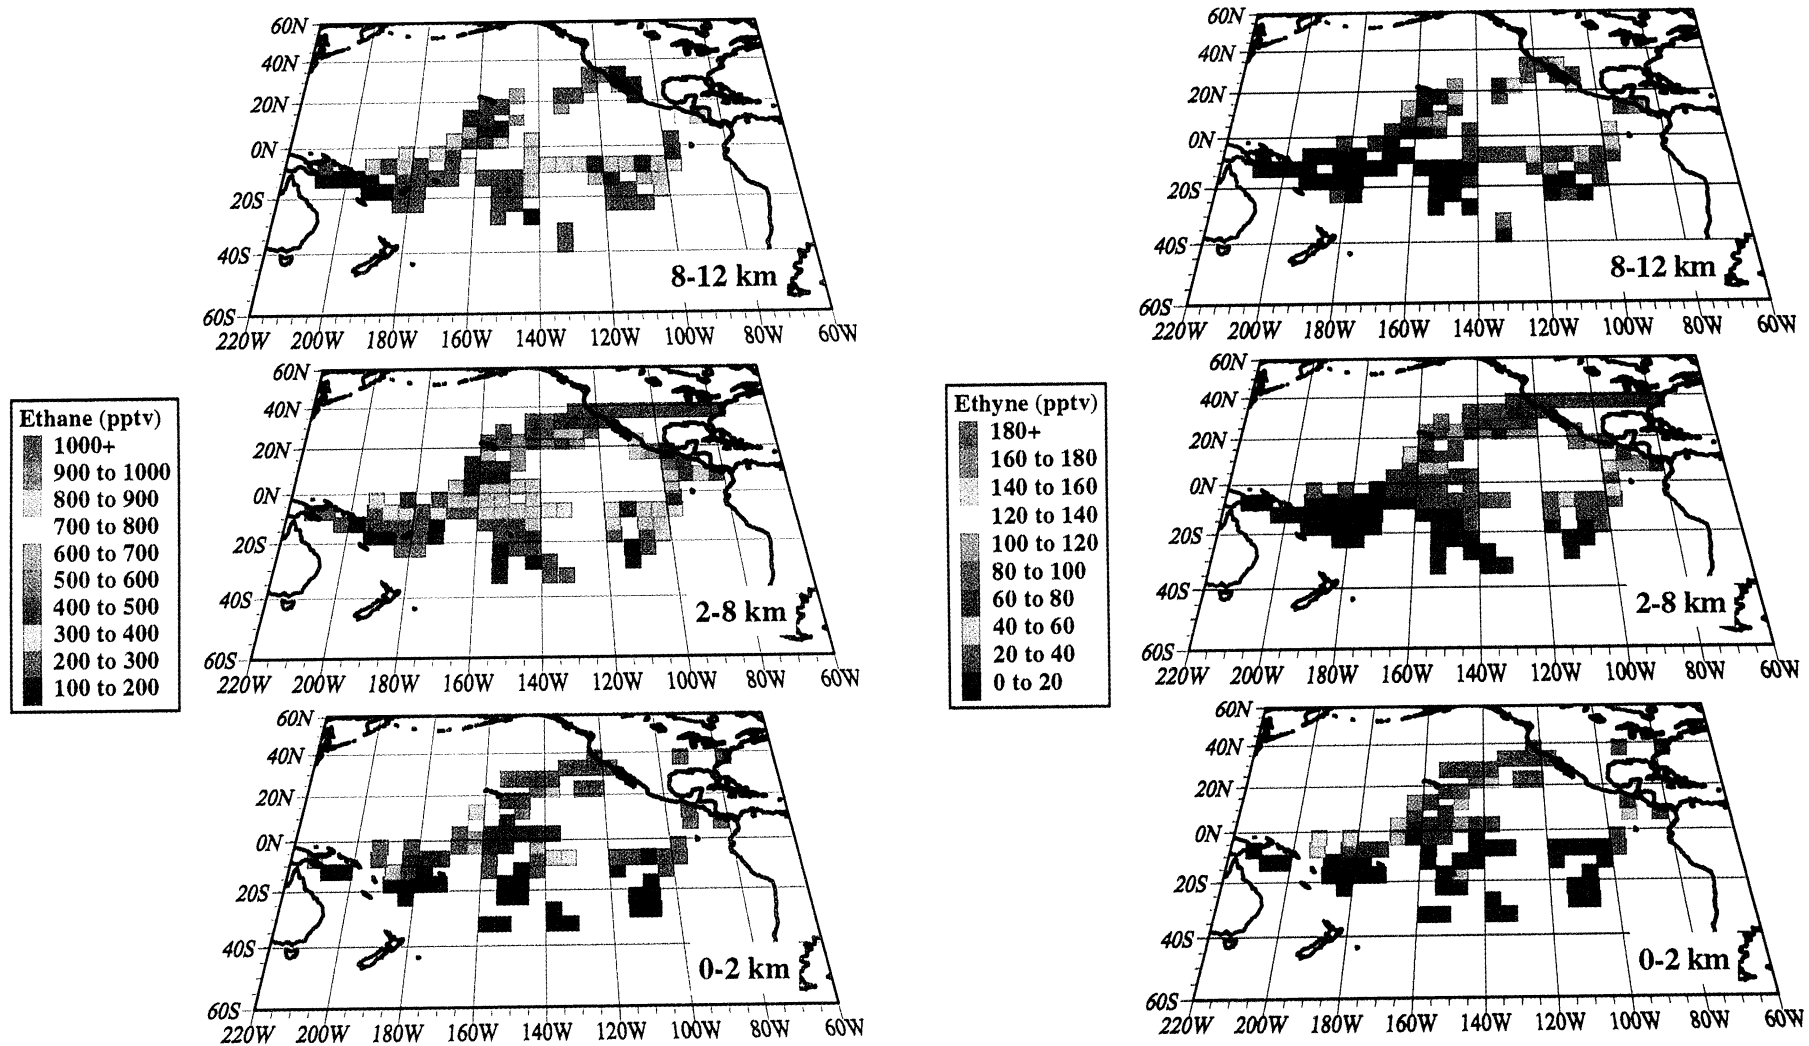 60N
40N
20N
0N
20S
40S
60S
8-12 km
220W 200W 180W 160W 140W 120W 100W 80W 60W
60N
40N
20N
0N
20S
40S
60S
8-12 km
220W 200W 180W 160W 140W 120W 100W 80W 60W
Ethane (pptv)
1000+
900 to 1000
800 to 900
700 to 800
600 to 700
500 to 600
400 to 500
300 to 400
200 to 300
100 to 200
60N
40N
20N
0N
20S
40S
60S
2-8 km
220W 200W 180W 160W 140W 120W 100W 80W 60W
Ethyne (pptv)
180+
160 to 180
140 to 160
120 to 140
100 to 120
80 to 100
60 to 80
40 to 60
20 to 40
0 to 20
60N
40N
20N
0N
20S
40S
60S
2-8 km
220W 200W 180W 160W 140W 120W 100W 80W 60W
60N
40N
20N
0N
20S
40S
60S
0-2 km
220W 200W 180W 160W 140W 120W 100W 80W 60W
60N
40N
20N
0N
20S
40S
60S
0-2 km
220W 200W 180W 160W 140W 120W 100W 80W 60W